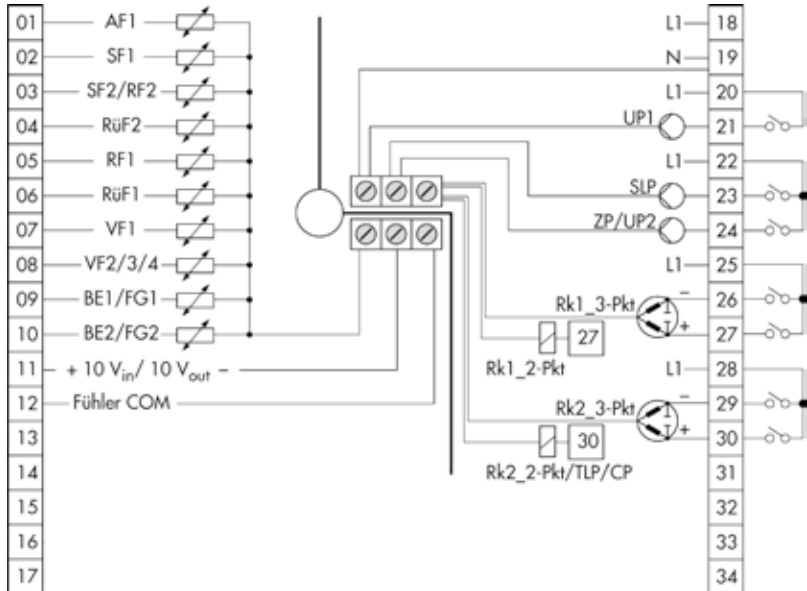 01 AF1
02 SF1
03 SF2/RF2
04 RüF2
05 RF1
06 RüF1
07 VF1
08 VF2/3/4
09 BE1/FG1
10 BE2/FG2
11 + 10 Vin/ 10 Vout -
12 Fühler COM
13
14
15
16
17
L1 18
N 19
L1 20
UP1 21
L1 22
SLP 23
ZP/UP2 24
L1 25
Rk1_3-Pkt - 26
+ 27
27
Rk1_2-Pkt
L1 28
Rk2_3-Pkt - 29
+ 30
30
Rk2_2-Pkt/TLP/CP
31
32
33
34